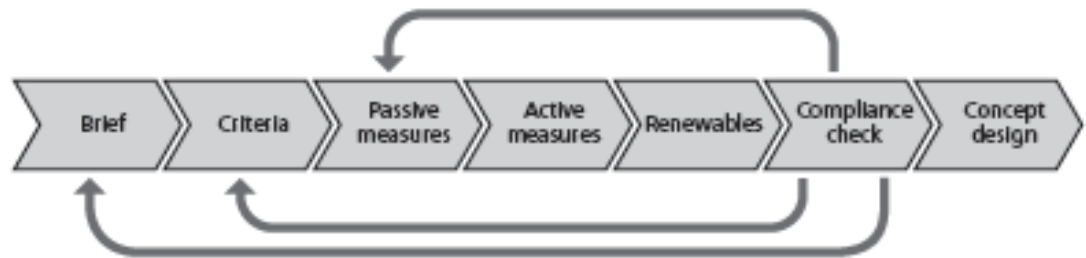 Brief
Criteria
Passive
measures
Active
measures
Renewables
Compliance
check
Concept
design